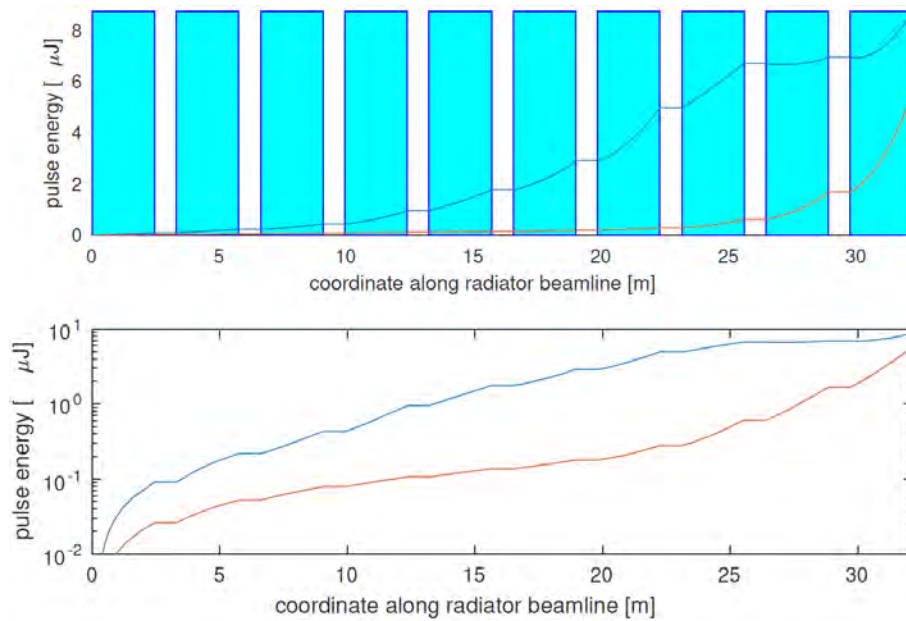 pulse energy [ μJ]
8
6
4
2
0
0 5 10 15 20 25 30
coordinate along radiator beamline [m]
pulse energy [ μJ]
10^1
10^0
10^-1
10^-2
0 5 10 15 20 25 30
coordinate along radiator beamline [m]